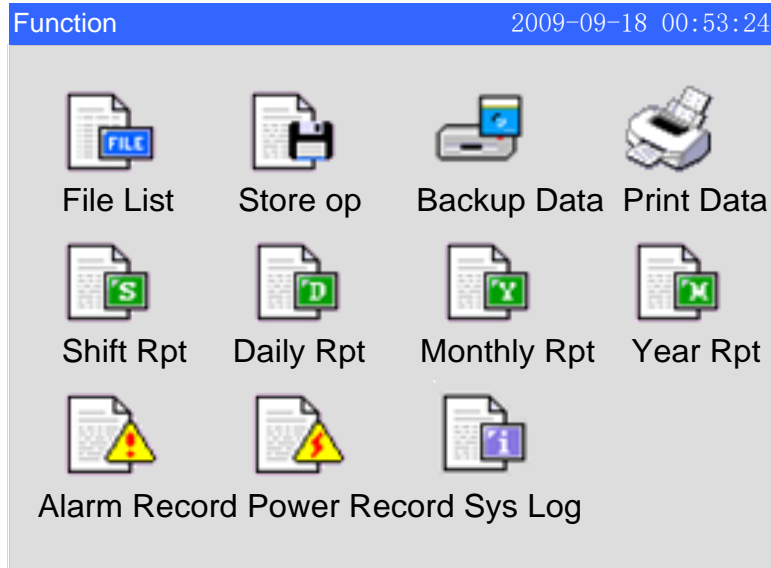 Function 2009-09-18 00:53:24
FILE
File List Store op Backup Data Print Data
S D Y M
Shift Rpt Daily Rpt Monthly Rpt Year Rpt
! i
Alarm Record Power Record Sys Log